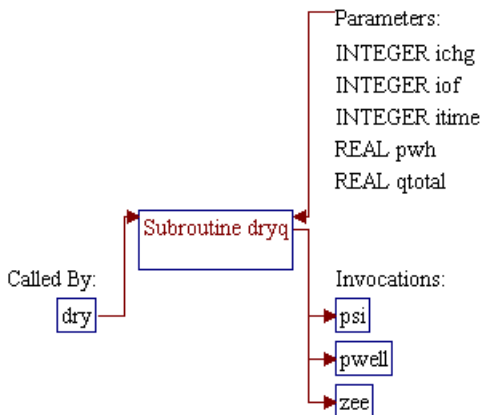 Parameters:
INTEGER ichg
INTEGER iof
INTEGER itime
REAL pwh
REAL qtotal
Subroutine dryq
Called By:
dry
Invocations:
psi
pwell
zee